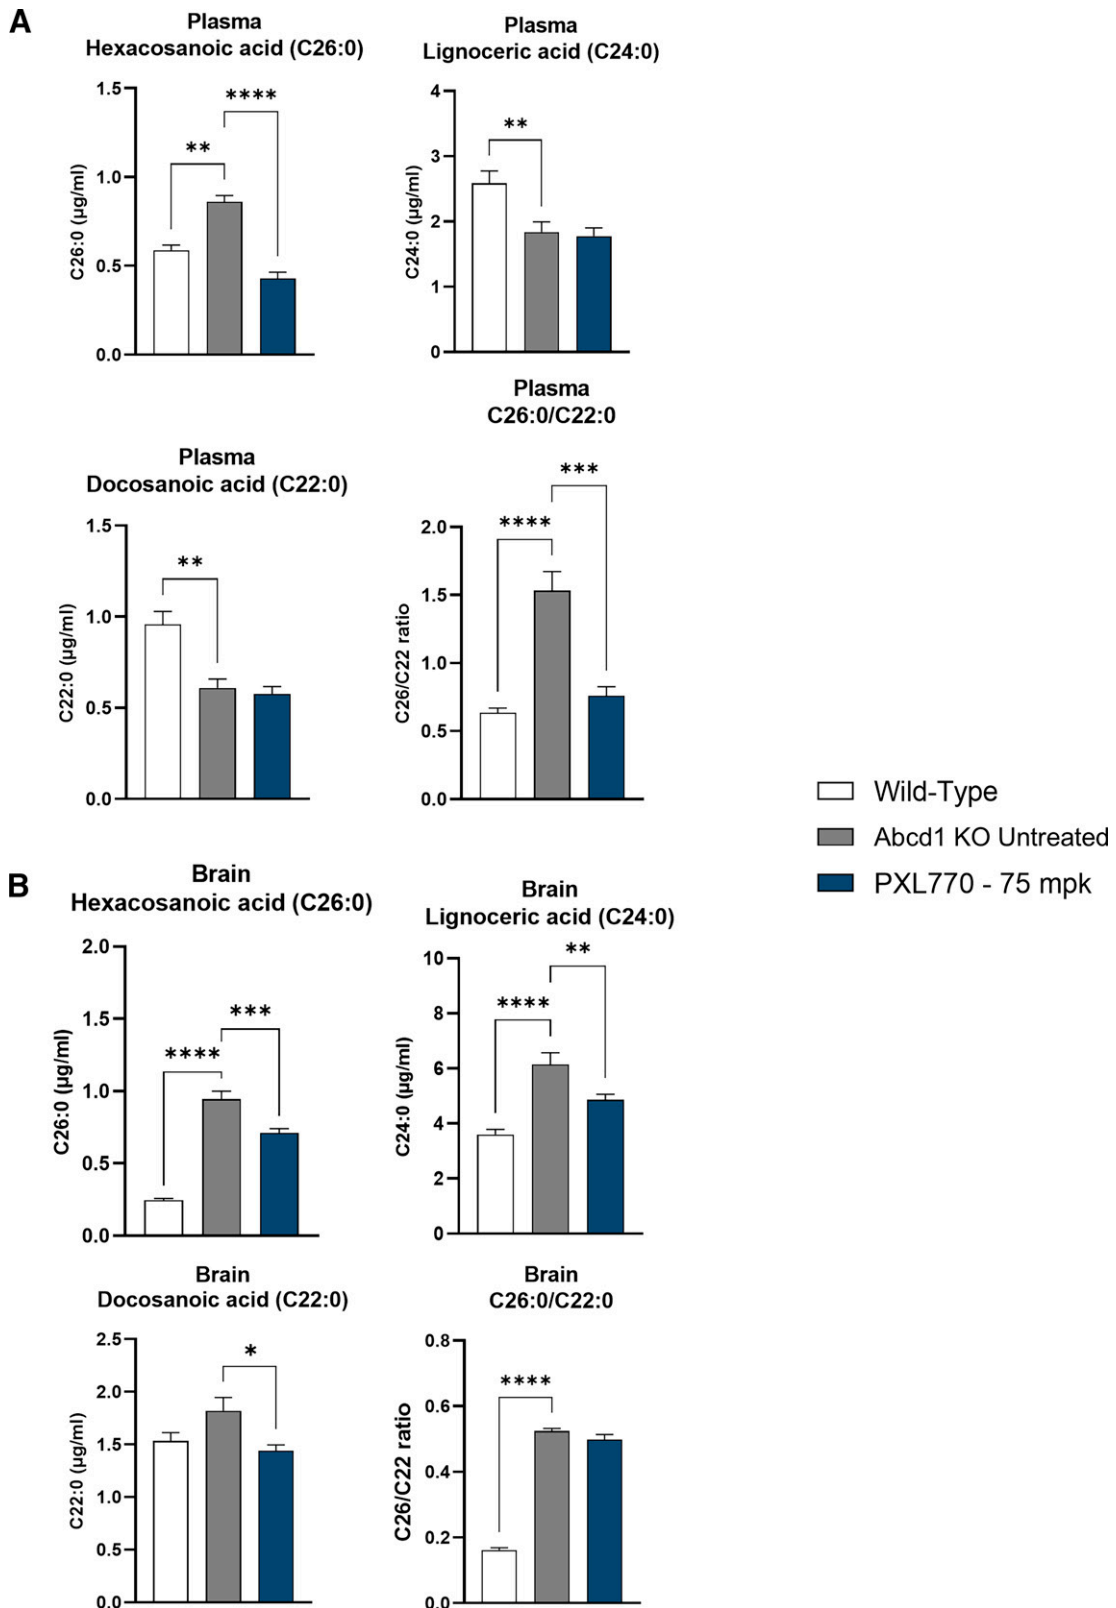 A
Plasma
Hexacosanoic acid (C26:0)
C26:0 (µg/ml)
1.5
1.0
0.5
0.0
**
****
Plasma
Lignoceric acid (C24:0)
C24:0 (µg/ml)
4
3
2
1
0
**
Plasma
Docosanoic acid (C22:0)
C22:0 (µg/ml)
1.5
1.0
0.5
0.0
**
Plasma
C26:0/C22:0
C26/C22 ratio
2.0
1.5
1.0
0.5
0.0
****
***
Wild-Type
Abcd1 KO Untreated
PXL770 - 75 mpk
B
Brain
Hexacosanoic acid (C26:0)
C26:0 (µg/ml)
2.0
1.5
1.0
0.5
0.0
****
***
Brain
Lignoceric acid (C24:0)
C24:0 (µg/ml)
10
8
6
4
2
0
****
**
Brain
Docosanoic acid (C22:0)
C22:0 (µg/ml)
2.5
2.0
1.5
1.0
0.5
0.0
*
Brain
C26:0/C22:0
C26/C22 ratio
0.8
0.6
0.4
0.2
0.0
****